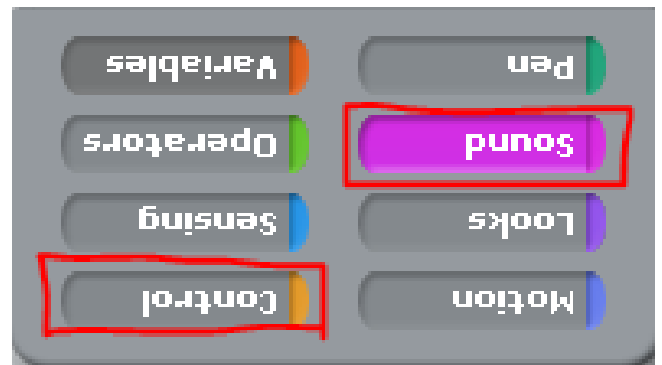 Motion
Control
Looks
Sensing
Sound
Operators
Pen
Variables